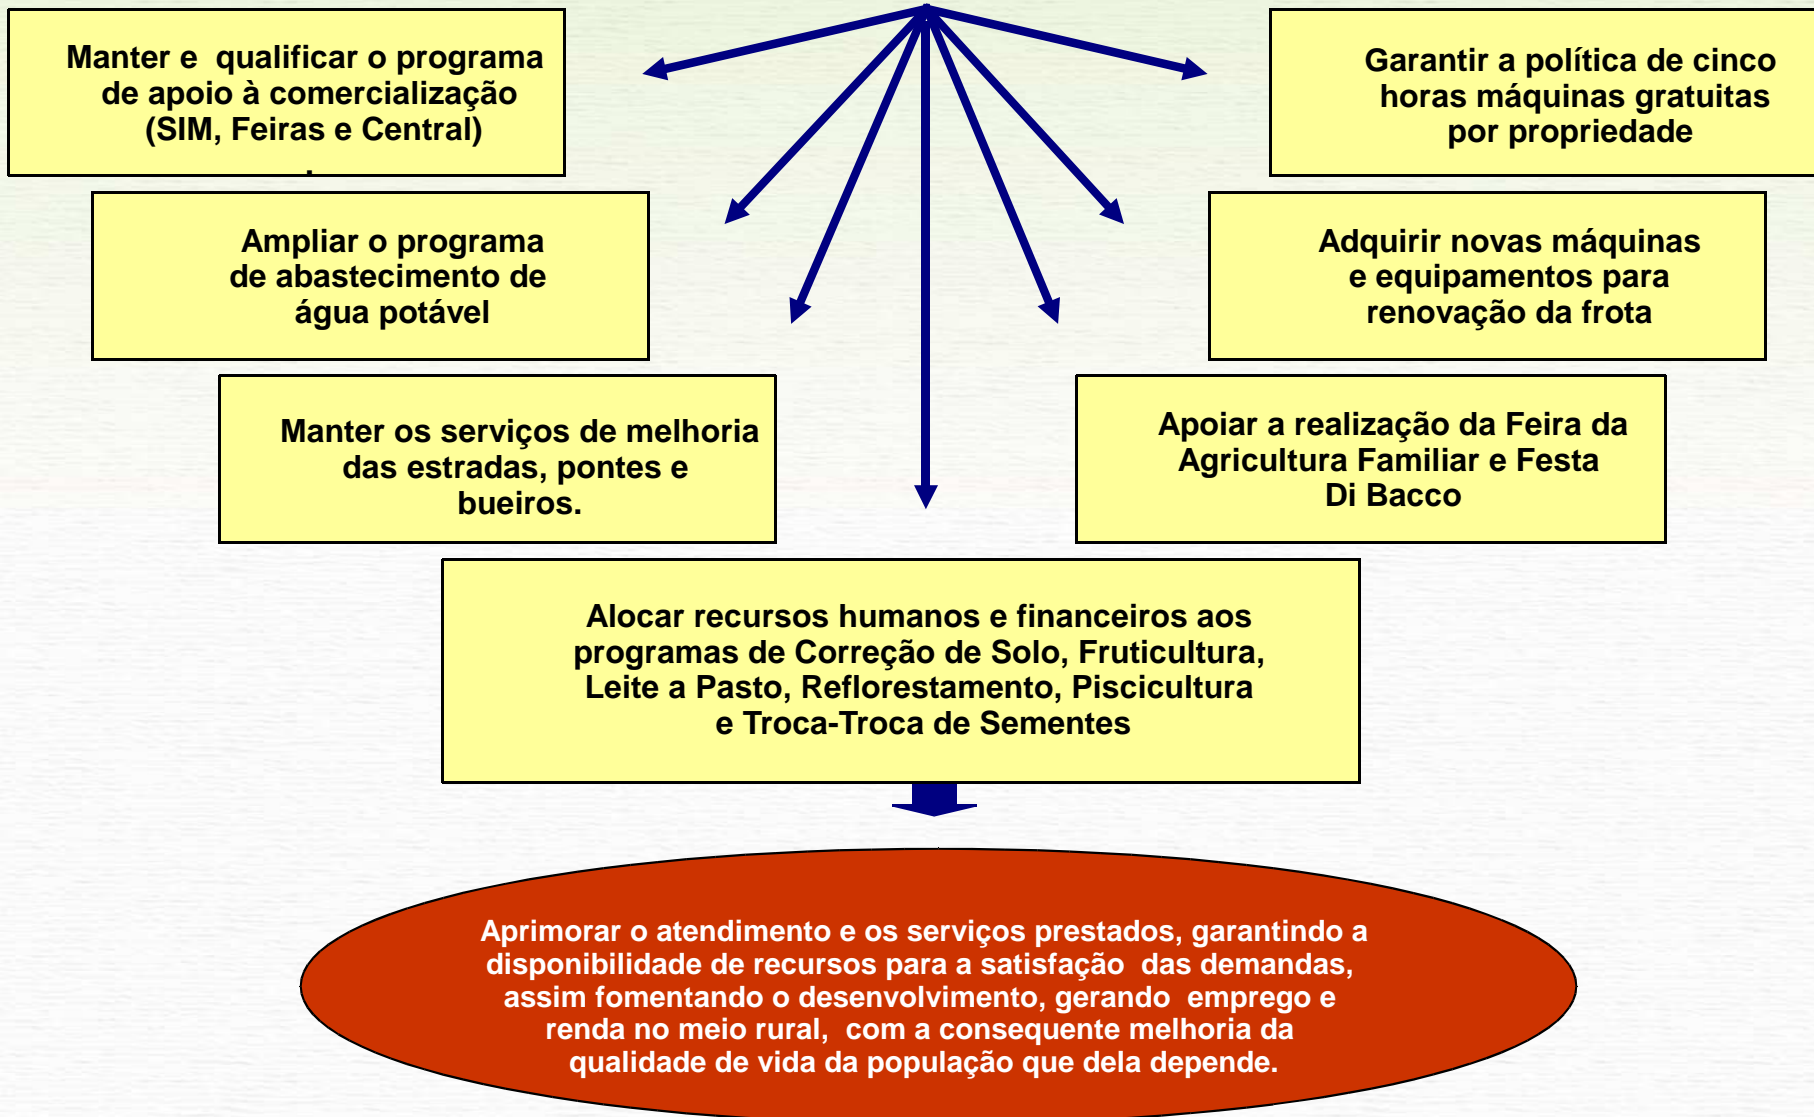 Manter e  qualificar o programa
de apoio à comercialização
(SIM, Feiras e Central)
.
Garantir a política de cinco
horas máquinas gratuitas
por propriedade
Ampliar o programa
de abastecimento de
água potável
Adquirir novas máquinas
e equipamentos para
renovação da frota
Manter os serviços de melhoria
das estradas, pontes e
bueiros.
Apoiar a realização da Feira da
Agricultura Familiar e Festa
Di Bacco
Alocar recursos humanos e financeiros aos
programas de Correção de Solo, Fruticultura,
Leite a Pasto, Reflorestamento, Piscicultura
e Troca-Troca de Sementes
Aprimorar o atendimento e os serviços prestados, garantindo a
disponibilidade de recursos para a satisfação  das demandas,
assim fomentando o desenvolvimento, gerando  emprego e
renda no meio rural,  com a consequente melhoria da
qualidade de vida da população que dela depende.